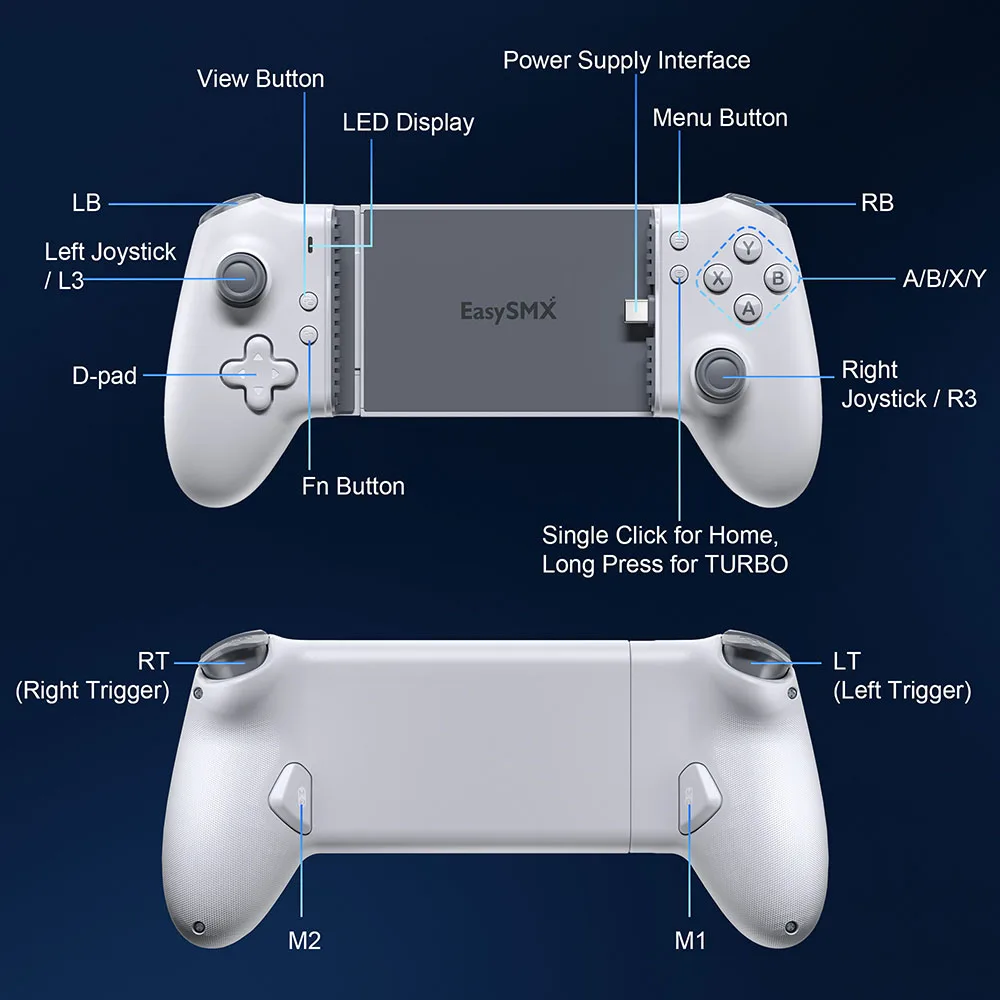 Power Supply Interface
View Button
LED Display
Menu Button
LB
RB
Left Joystick
/ L3
Y
X
B
A
A/B/X/Y
EasySMX
D-pad
Right
Joystick / R3
Fn Button
Single Click for Home,
Long Press for TURBO
RT
(Right Trigger)
LT
(Left Trigger)
M2
M1